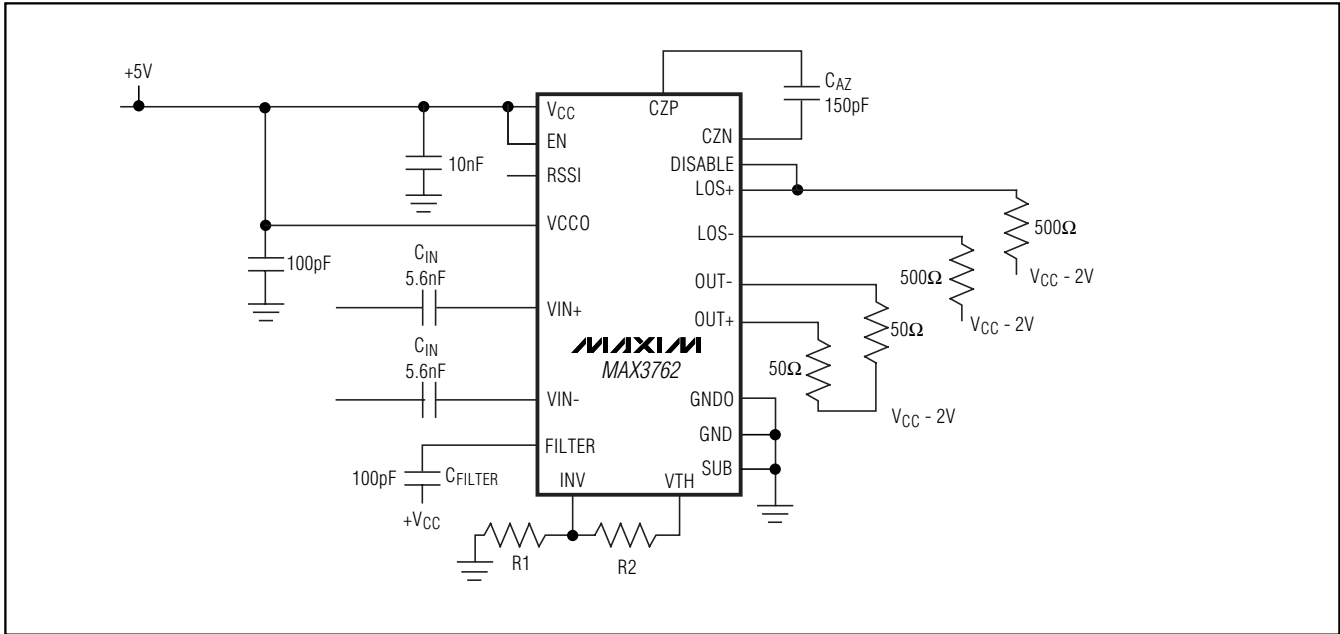 +5V
VCC
EN
RSSI
VCCO
VIN+
VIN-
FILTER
INV
VTH
CZP
CZN
DISABLE
LOS+
LOS-
OUT-
OUT+
GNDO
GND
SUB
MAXIM
MAX3762
10nF
100pF
CIN
5.6nF
CIN
5.6nF
100pF
CFILTER
+VCC
R1
R2
CAZ
150pF
500Ω
VCC - 2V
500Ω
VCC - 2V
50Ω
50Ω
VCC - 2V